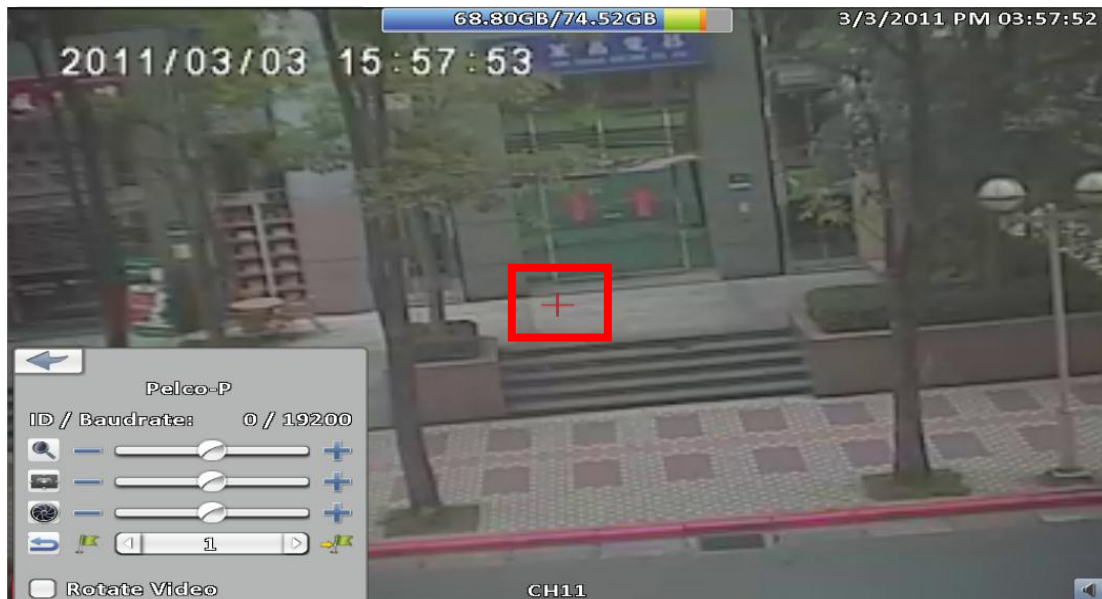 68.80GB/74.52GB
3/3/2011 PM 03:57:52
2011/03/03 15:57:53
Pelco-P
ID / Baudrate: 0 / 19200
1
Rotate Video
CH11